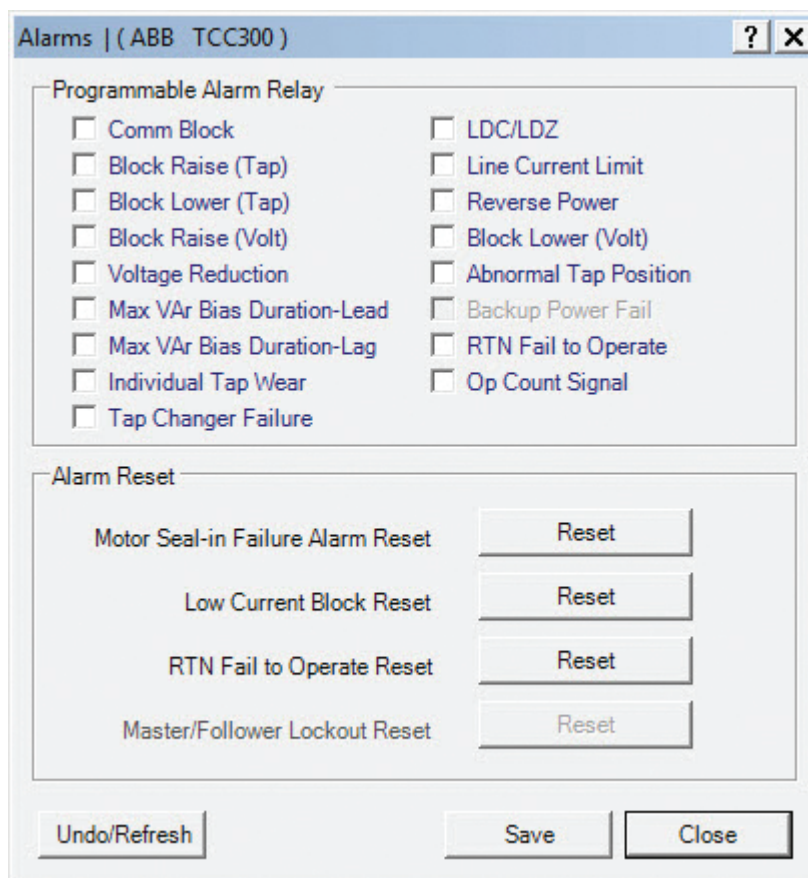 Alarms | ( ABB TCC300 )
? X
Programmable Alarm Relay
Comm Block
Block Raise (Tap)
Block Lower (Tap)
Block Raise (Volt)
Voltage Reduction
Max VAr Bias Duration-Lead
Max VAr Bias Duration-Lag
Individual Tap Wear
Tap Changer Failure
LDC/LDZ
Line Current Limit
Reverse Power
Block Lower (Volt)
Abnormal Tap Position
Backup Power Fail
RTN Fail to Operate
Op Count Signal
Alarm Reset
Motor Seal-in Failure Alarm Reset Reset
Low Current Block Reset Reset
RTN Fail to Operate Reset Reset
Master/Follower Lockout Reset Reset
Undo/Refresh Save Close